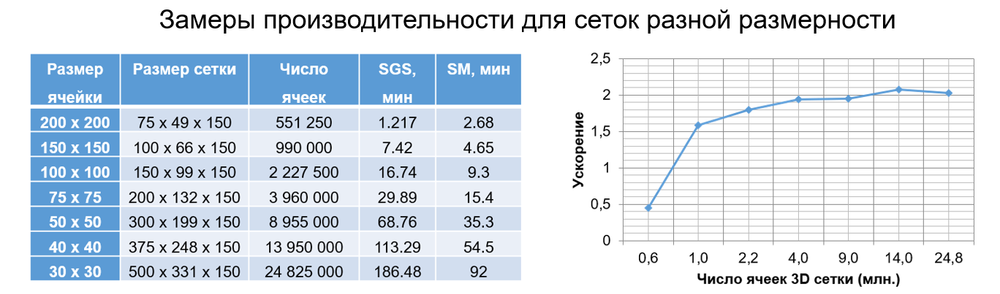 Замеры производительности для сеток разной размерности
Размер ячейки Размер сетки Число ячеек SGS, мин SM, мин
200 x 200 75 x 49 x 150 551 250 1.217 2.68
150 x 150 100 x 66 x 150 990 000 7.42 4.65
100 x 100 150 x 99 x 150 2 227 500 16.74 9.3
75 x 75 200 x 132 x 150 3 960 000 29.89 15.4
50 x 50 300 x 199 x 150 8 955 000 68.76 35.3
40 x 40 375 x 248 x 150 13 950 000 113.29 54.5
30 x 30 500 x 331 x 150 24 825 000 186.48 92
Ускорение
2,5
2
1,5
1
0,5
0
0,6 1,0 2,2 4,0 9,0 14,0 24,8
Число ячеек 3D сетки (млн.)